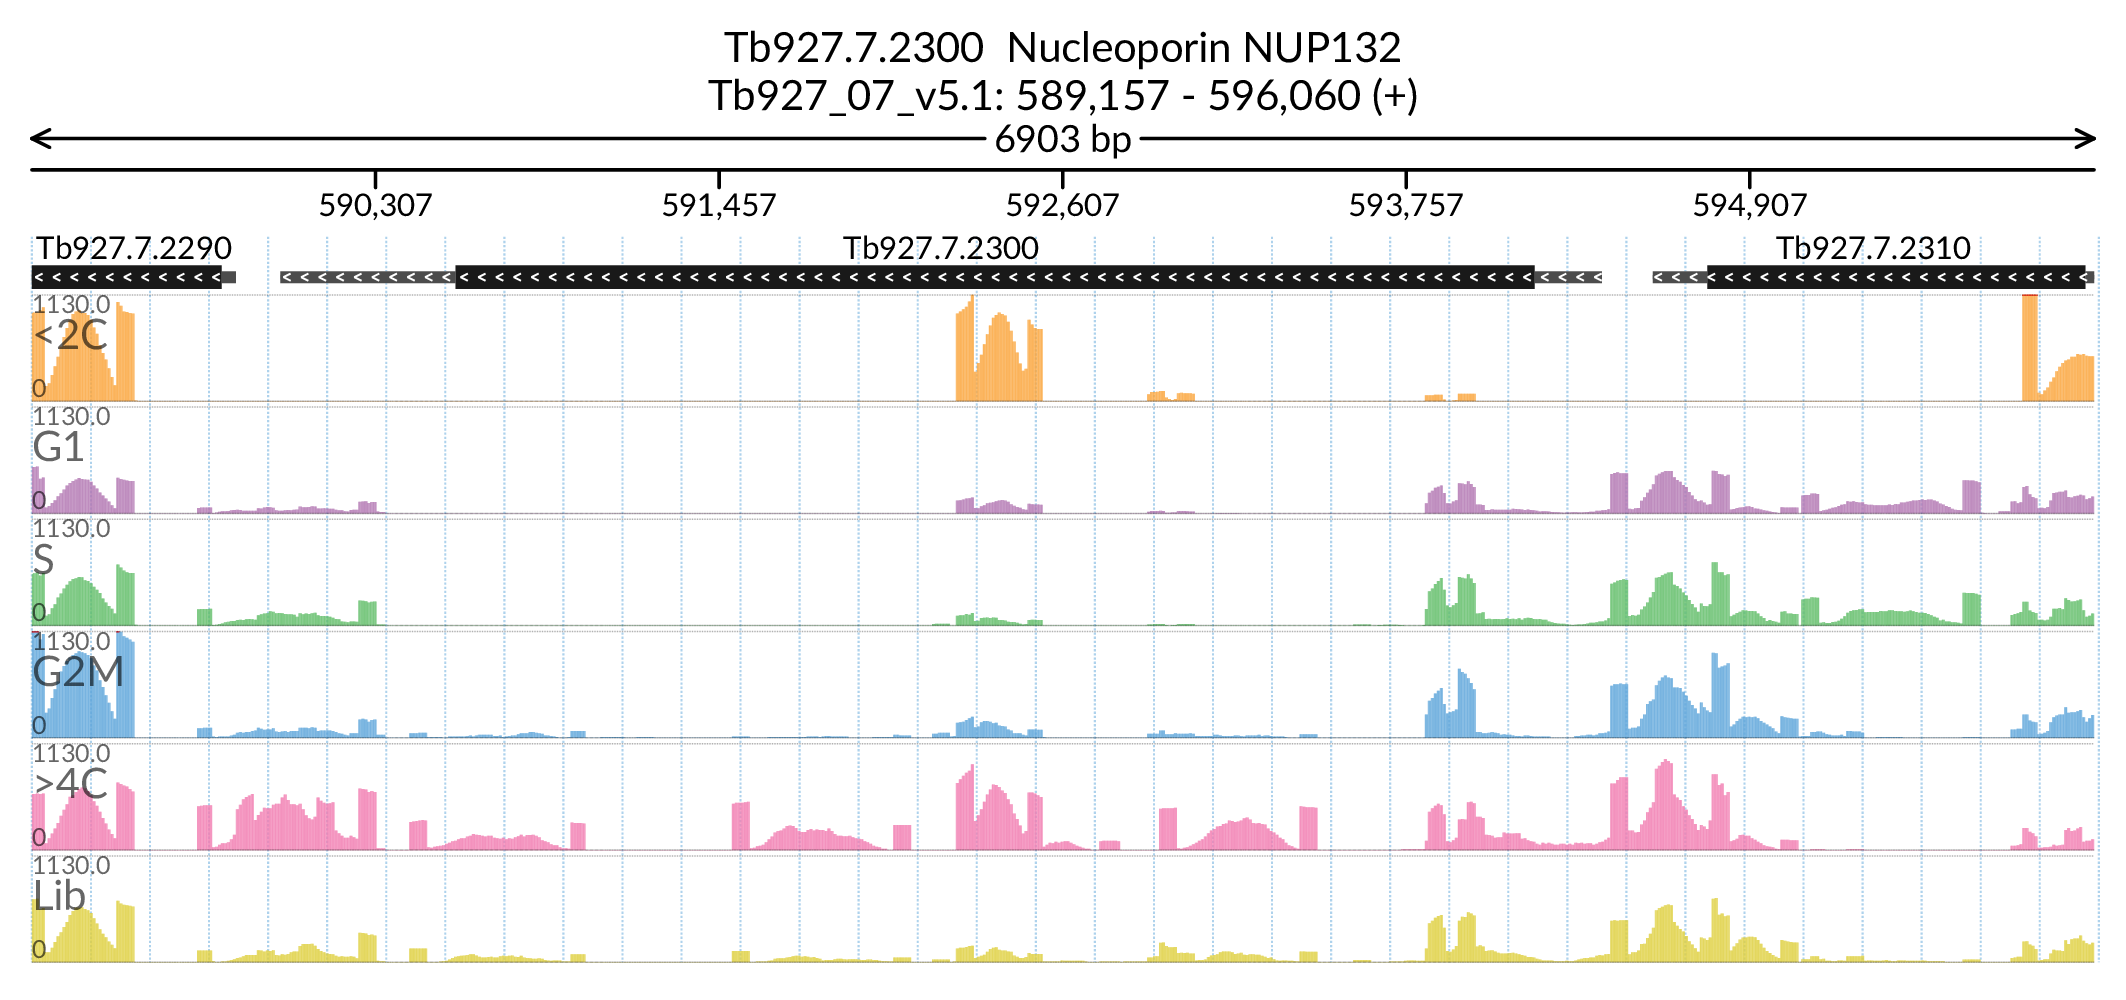 Tb927.7.2300 Nucleoporin NUP132
Tb927_07_v5.1: 589,157 - 596,060 (+)
6903 bp
590,307 591,457 592,607 593,757 594,907
Tb927.7.2290 Tb927.7.2300 Tb927.7.2310
1130.0
<2C
0
1130.0
G1
0
1130.0
S
0
1130.0
G2M
0
1130.0
>4C
0
1130.0
Lib
0